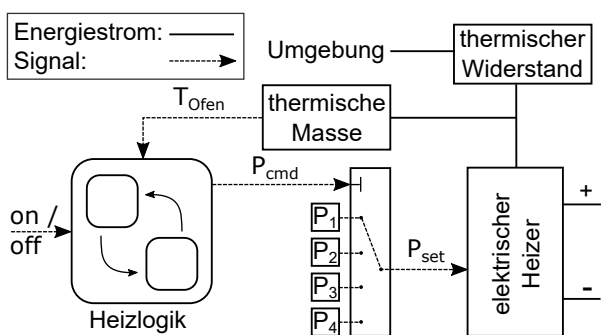 Energiestrom:
Signal:
Umgebung
thermischer
Widerstand
T_Ofen
thermische
Masse
P_cmd
on /
off
P_1
P_2
P_3
P_4
P_set
elektrischer
Heizer
+
-
Heizlogik